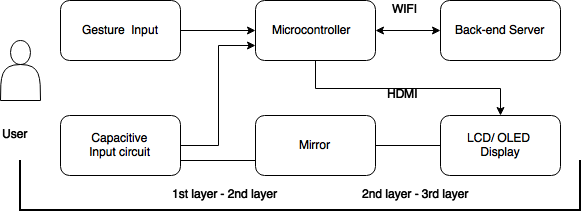 Gesture Input
Microcontroller
WIFI
Back-end Server
HDMI
User
Capacitive
Input circuit
Mirror
LCD/ OLED
Display
1st layer - 2nd layer
2nd layer - 3rd layer